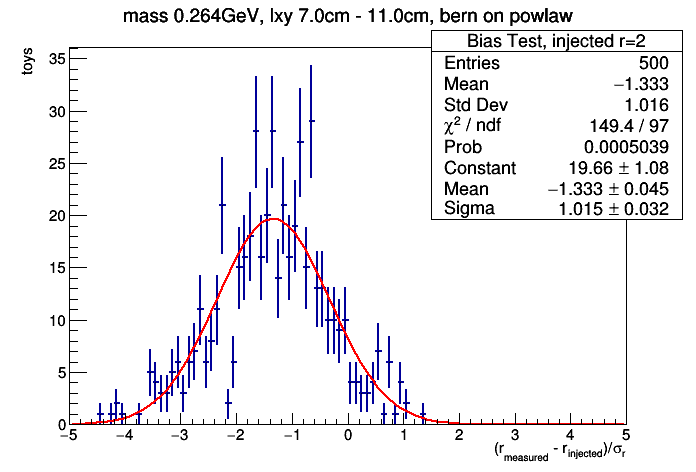 mass 0.264GeV, lxy 7.0cm - 11.0cm, bern on powlaw
Bias Test, injected r=2
Entries 500
Mean −1.333
Std Dev 1.016
χ² / ndf 149.4 / 97
Prob 0.0005039
Constant 19.66 ± 1.08
Mean −1.333 ± 0.045
Sigma 1.015 ± 0.032
toys
35
30
25
20
15
10
5
0
−5 −4 −3 −2 −1 0 1 2 3 4 5
(r_measured - r_injected)/σ_r